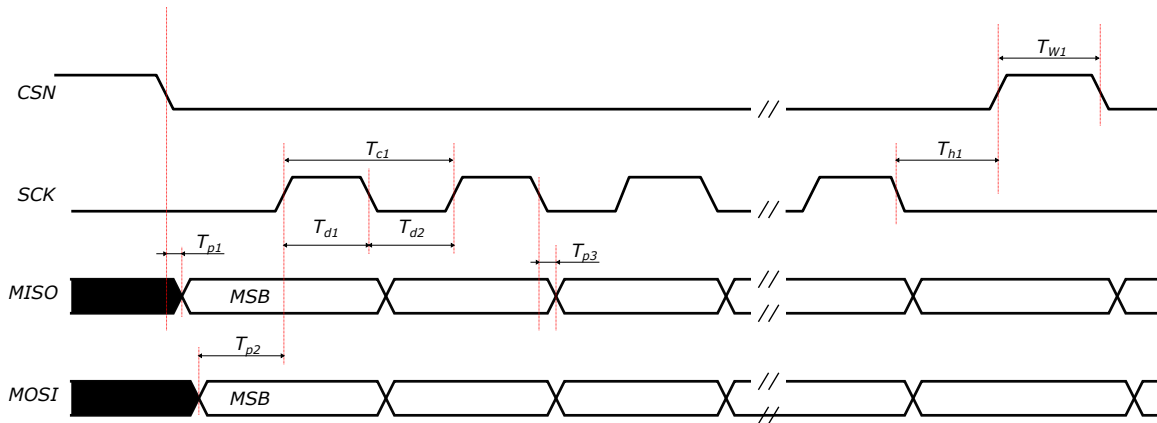 T_W1
CSN
//
T_c1
T_h1
SCK
//
T_d1
T_d2
T_p1
T_p3
//
MISO
MSB
//
T_p2
//
MOSI
MSB
//